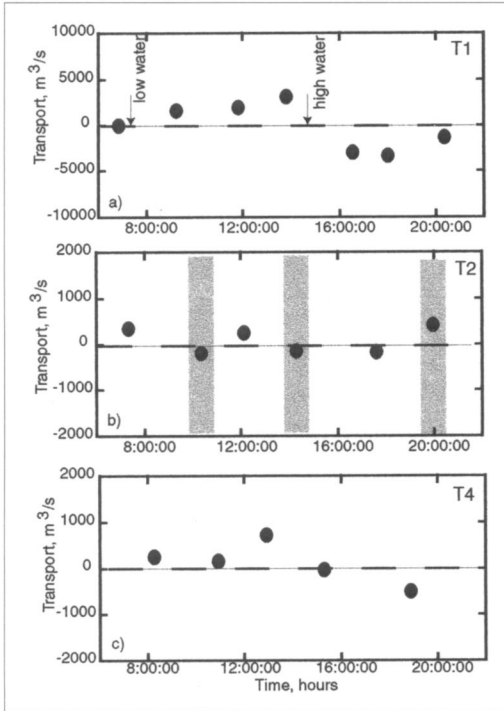 10000
5000
0
-5000
-10000
Transport, m³/s
low water
high water
T1
a)
8:00:00
12:00:00
16:00:00
20:00:00
2000
1000
0
-1000
-2000
Transport, m³/s
T2
b)
8:00:00
12:00:00
16:00:00
20:00:00
2000
1000
0
-1000
-2000
Transport, m³/s
T4
c)
8:00:00
12:00:00
16:00:00
20:00:00
Time, hours